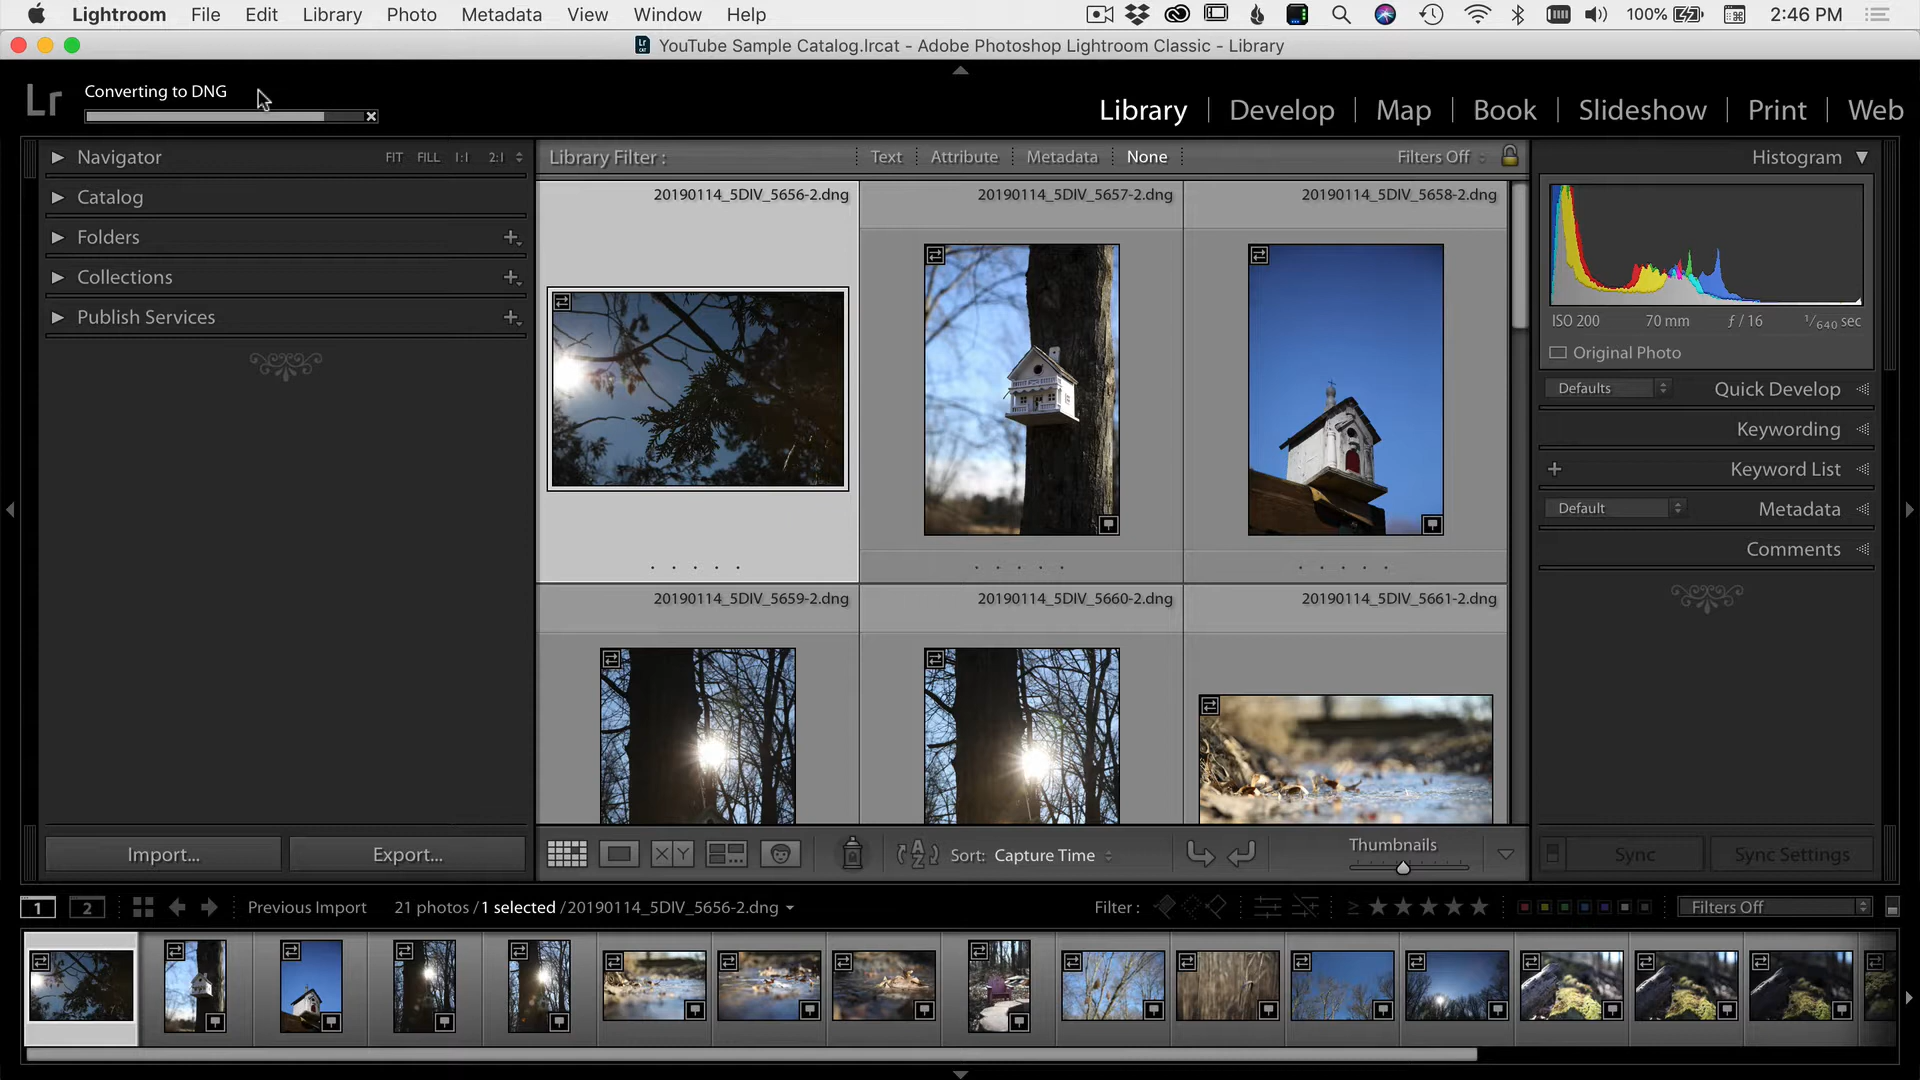 Lightroom File Edit Library Photo Metadata View Window Help 100% 2:46 PM
YouTube Sample Catalog.lrcat - Adobe Photoshop Lightroom Classic - Library
Lr Converting to DNG
Library | Develop | Map | Book | Slideshow | Print | Web
Navigator FIT FILL 1:1 2:1
Library Filter : Text Attribute Metadata None Filters Off
Histogram
Catalog
Folders
Collections
Publish Services
20190114_5DIV_5656-2.dng 20190114_5DIV_5657-2.dng 20190114_5DIV_5658-2.dng
ISO 200 70 mm ƒ / 16 1/640 sec
Original Photo
Defaults Quick Develop
Keywording
Keyword List
Default Metadata
Comments
20190114_5DIV_5659-2.dng 20190114_5DIV_5660-2.dng 20190114_5DIV_5661-2.dng
Import... Export...
X Y A Z Sort: Capture Time Thumbnails
Sync Sync Settings
1 2 Previous Import 21 photos / 1 selected / 20190114_5DIV_5656-2.dng Filter : ≥ Filters Off